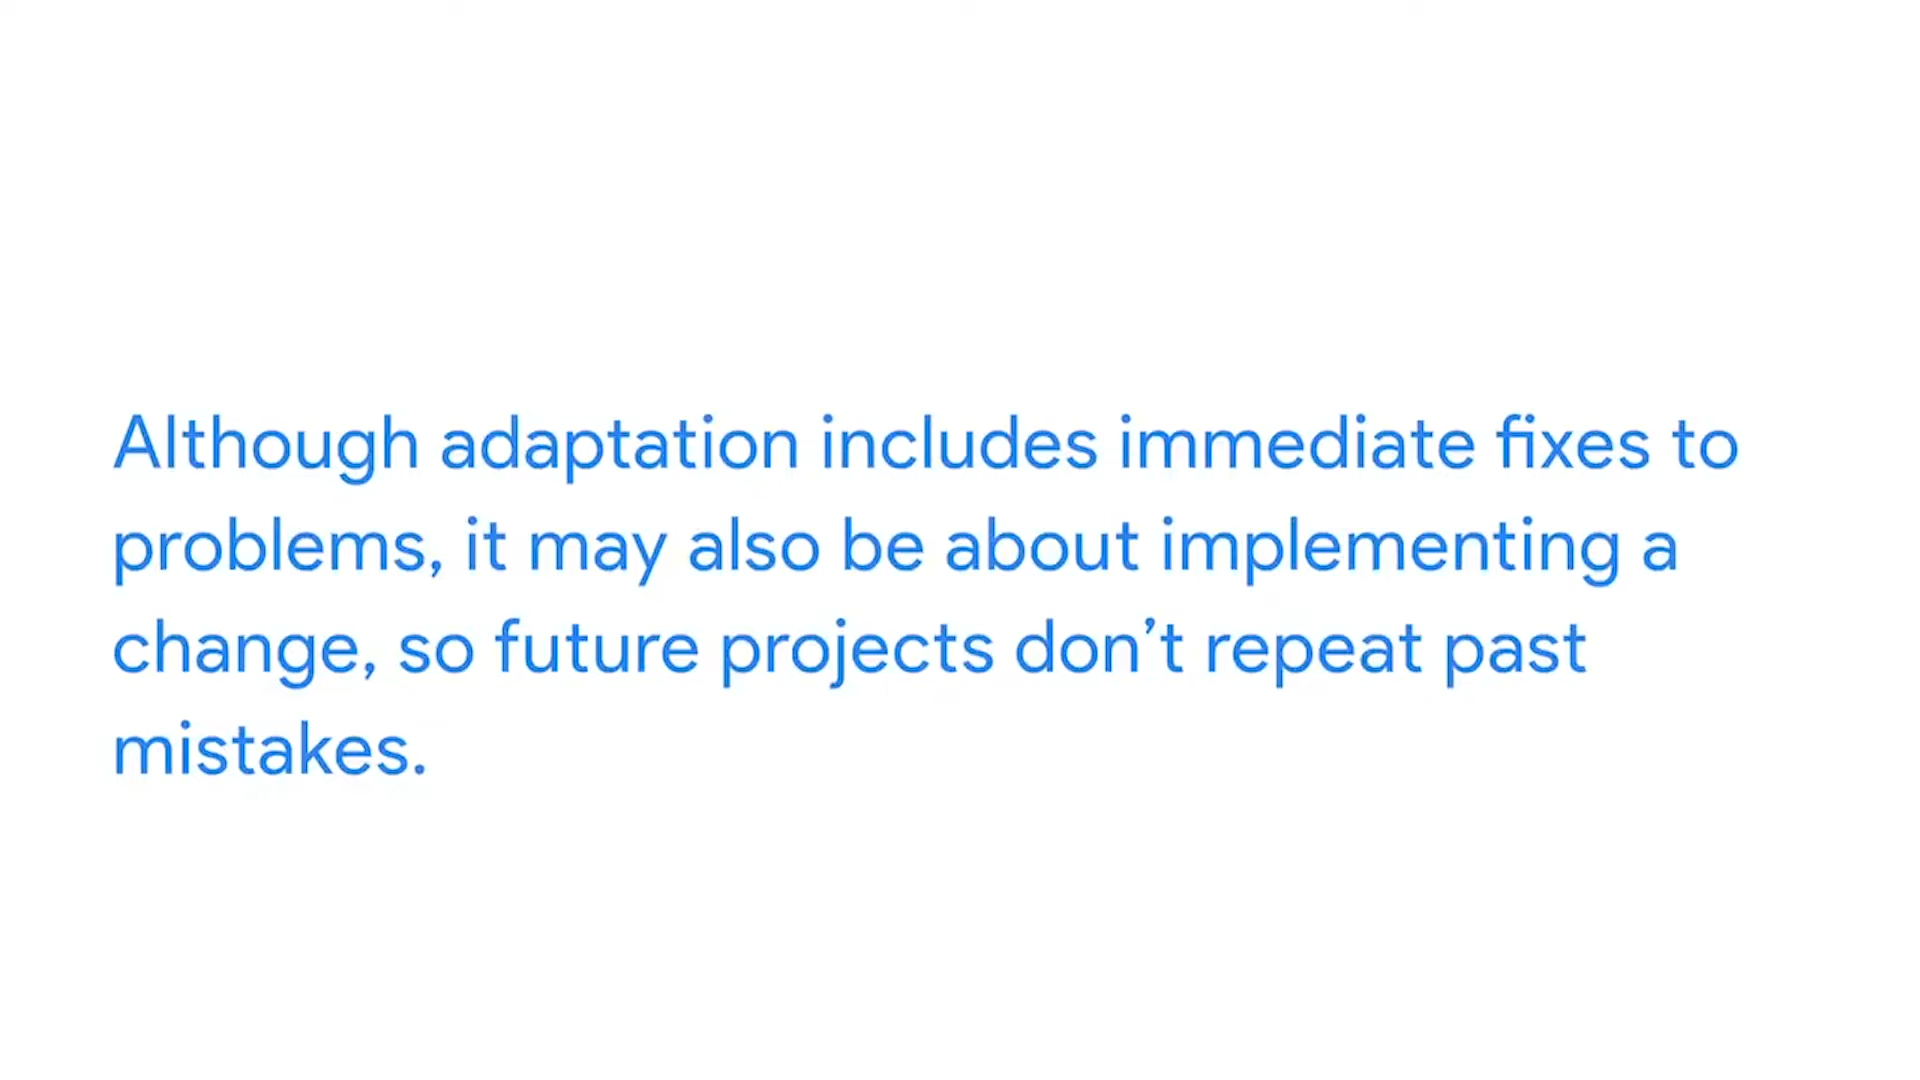 Although adaptation includes immediate fixes to
problems, it may also be about implementing a
change, so future projects don’t repeat past
mistakes.